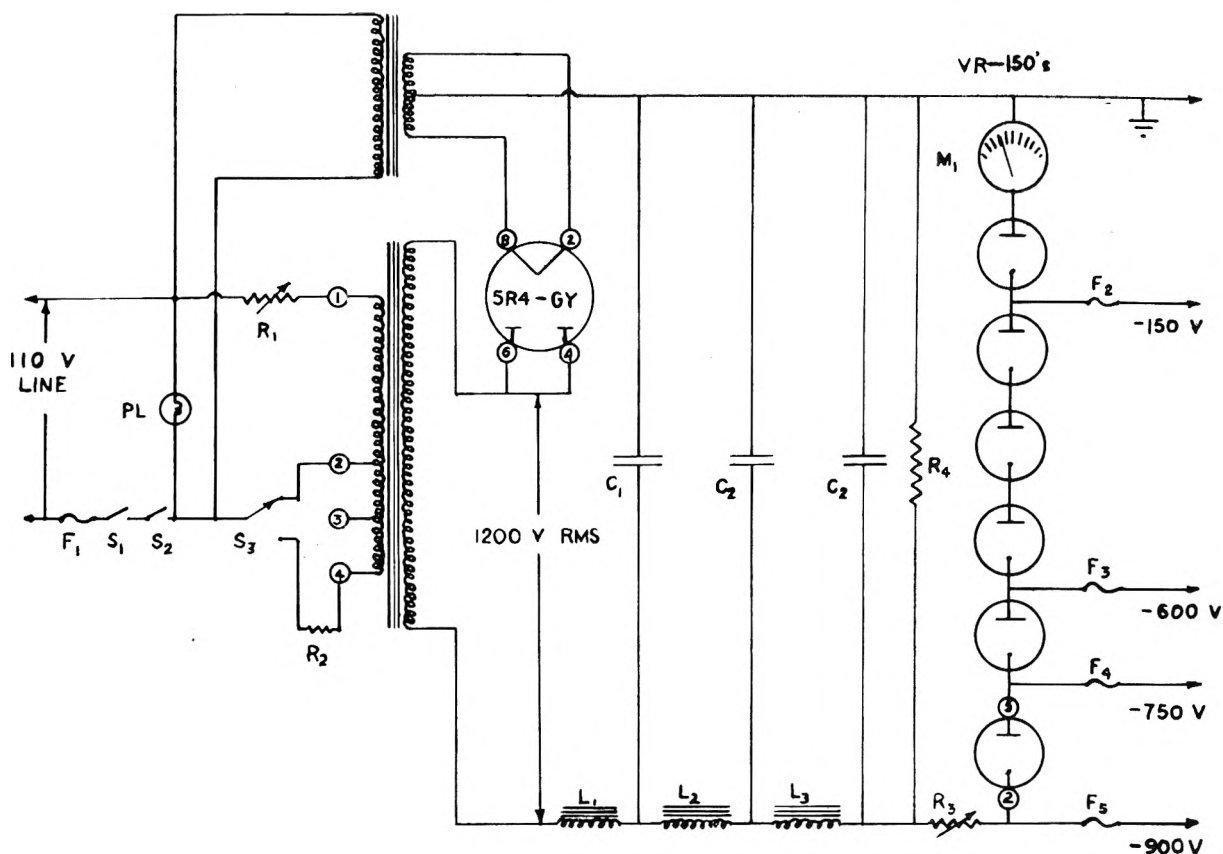 VR-150's
M₁
8
2
5R4-GY
6
4
F₂
-150 V
1
R₁
110 V
LINE
PL
2
3
4
F₁ S₁ S₂ S₃
R₂
1200 V RMS
C₁
C₂
C₂
R₄
F₃
-600 V
F₄
-750 V
5
L₁
L₂
L₃
R₃
2
F₅
-900 V